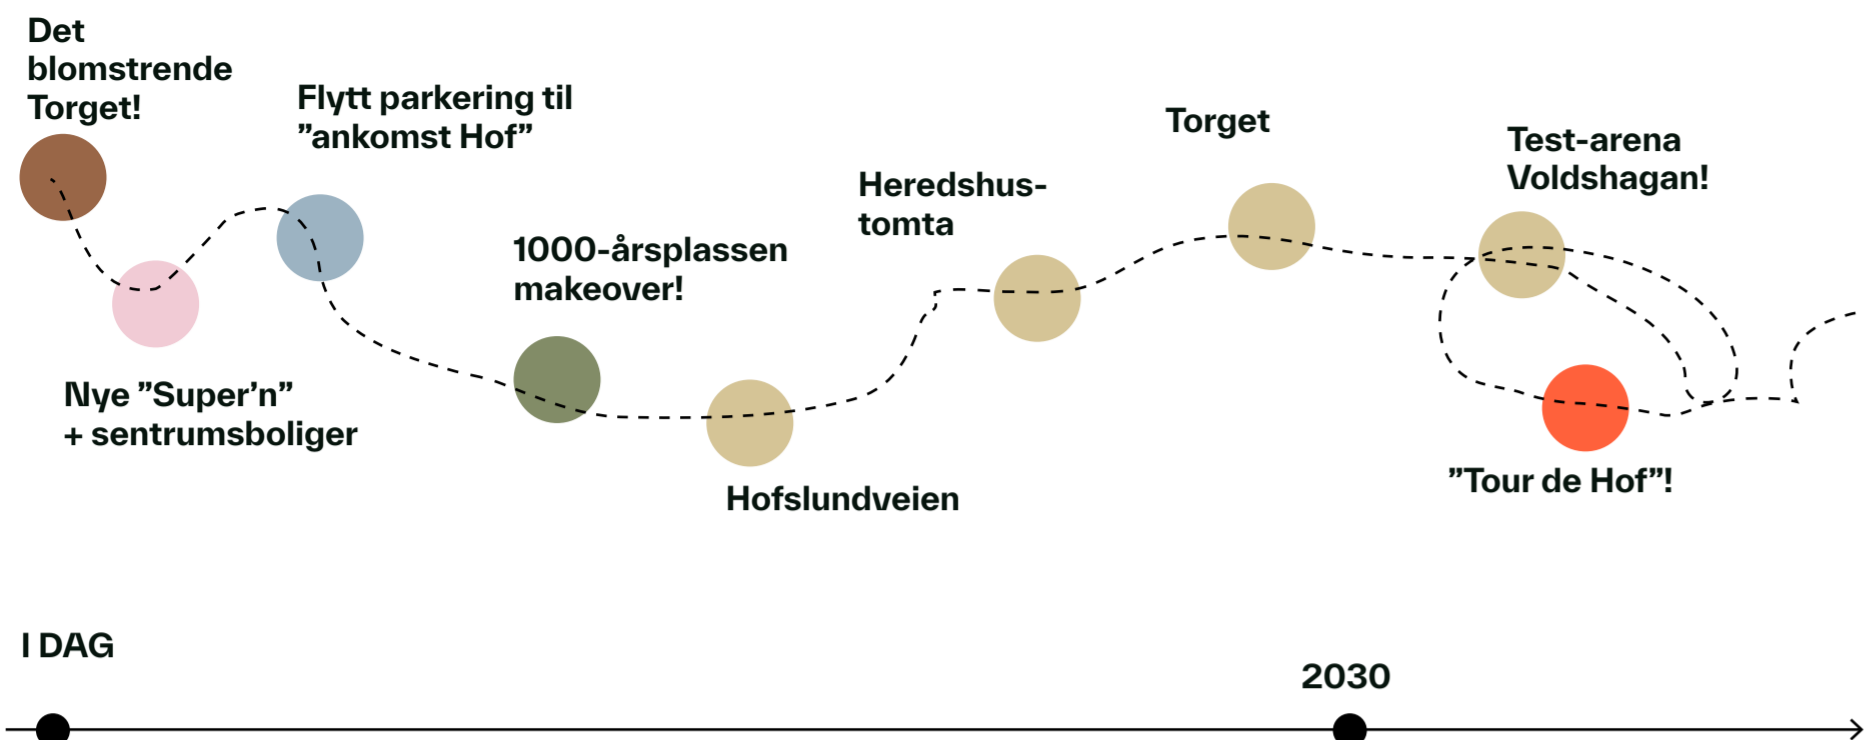 Det
blomstrende
Torget!
Flytt parkering til
”ankomst Hof”
Nye ”Super’n”
+ sentrumsboliger
1000-årsplassen
makeover!
Hofslundveien
Heredshus-
tomta
Torget
Test-arena
Voldshagan!
”Tour de Hof”!
I DAG
2030